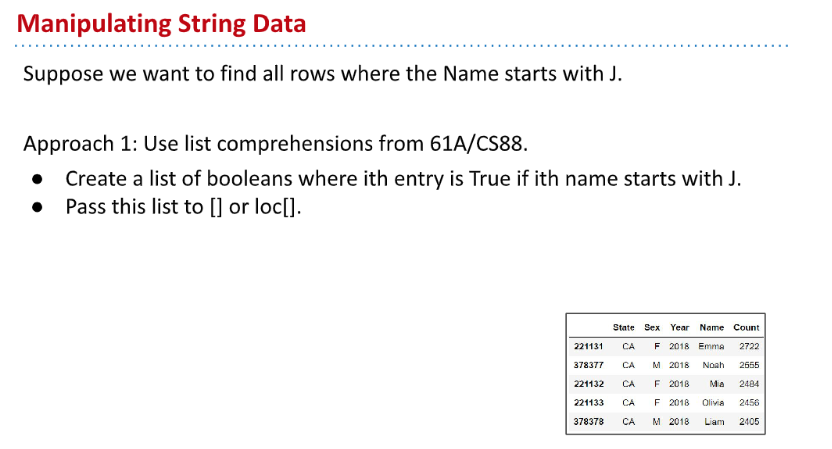 Manipulating String Data
Suppose we want to find all rows where the Name starts with J.
Approach 1: Use list comprehensions from 61A/CS88.
● Create a list of booleans where ith entry is True if ith name starts with J.
● Pass this list to [] or loc[].
State Sex Year Name Count
221131 CA F 2018 Emma 2722
378377 CA M 2018 Noah 2555
221132 CA F 2018 Mia 2484
221133 CA F 2018 Olivia 2456
378378 CA M 2018 Liam 2405